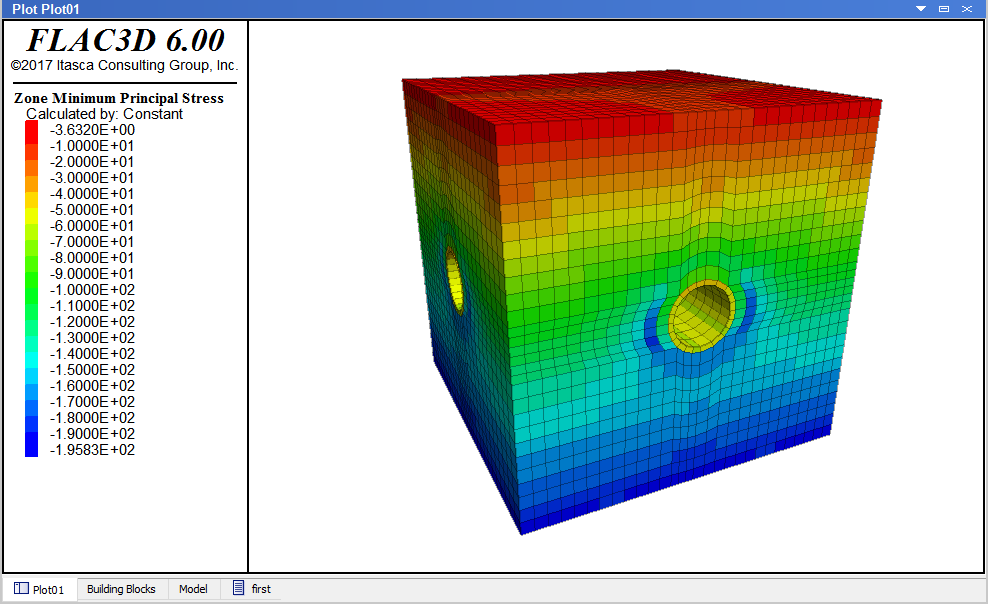 Plot Plot01
FLAC3D 6.00
©2017 Itasca Consulting Group, Inc.
Zone Minimum Principal Stress
Calculated by: Constant
-3.6320E+00
-1.0000E+01
-2.0000E+01
-3.0000E+01
-4.0000E+01
-5.0000E+01
-6.0000E+01
-7.0000E+01
-8.0000E+01
-9.0000E+01
-1.0000E+02
-1.1000E+02
-1.2000E+02
-1.3000E+02
-1.4000E+02
-1.5000E+02
-1.6000E+02
-1.7000E+02
-1.8000E+02
-1.9000E+02
-1.9583E+02
Plot01 Building Blocks Model first